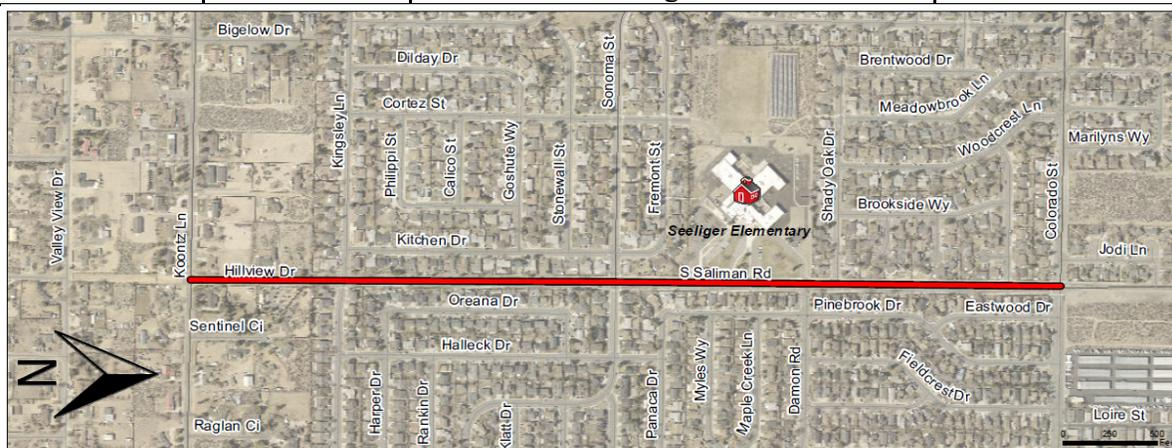 Bigelow Dr
Dilday Dr
Sonoma St
Brentwood Dr
Meadowbrook Ln
Kingsley Ln
Cortez St
Woodcrest Ln
Marilyns Wy
Philippi St
Calico St
Goshute Wy
Stonewall St
Fremont St
Shady Oak Dr
Colorado St
Valley View Dr
Koontz Ln
Brookside Wy
Seeliger Elementary
Kitchen Dr
Jodi Ln
Hillview Dr
S Saliman Rd
Oreana Dr
Pinebrook Dr
Eastwood Dr
Sentinel Ci
Halleck Dr
Fieldcrest Dr
N
Harper Dr
Rankin Dr
Klatt Dr
Panaca Dr
Myles Wy
Maple Creek Ln
Damon Rd
Raglan Ci
Loire St
0 250 500